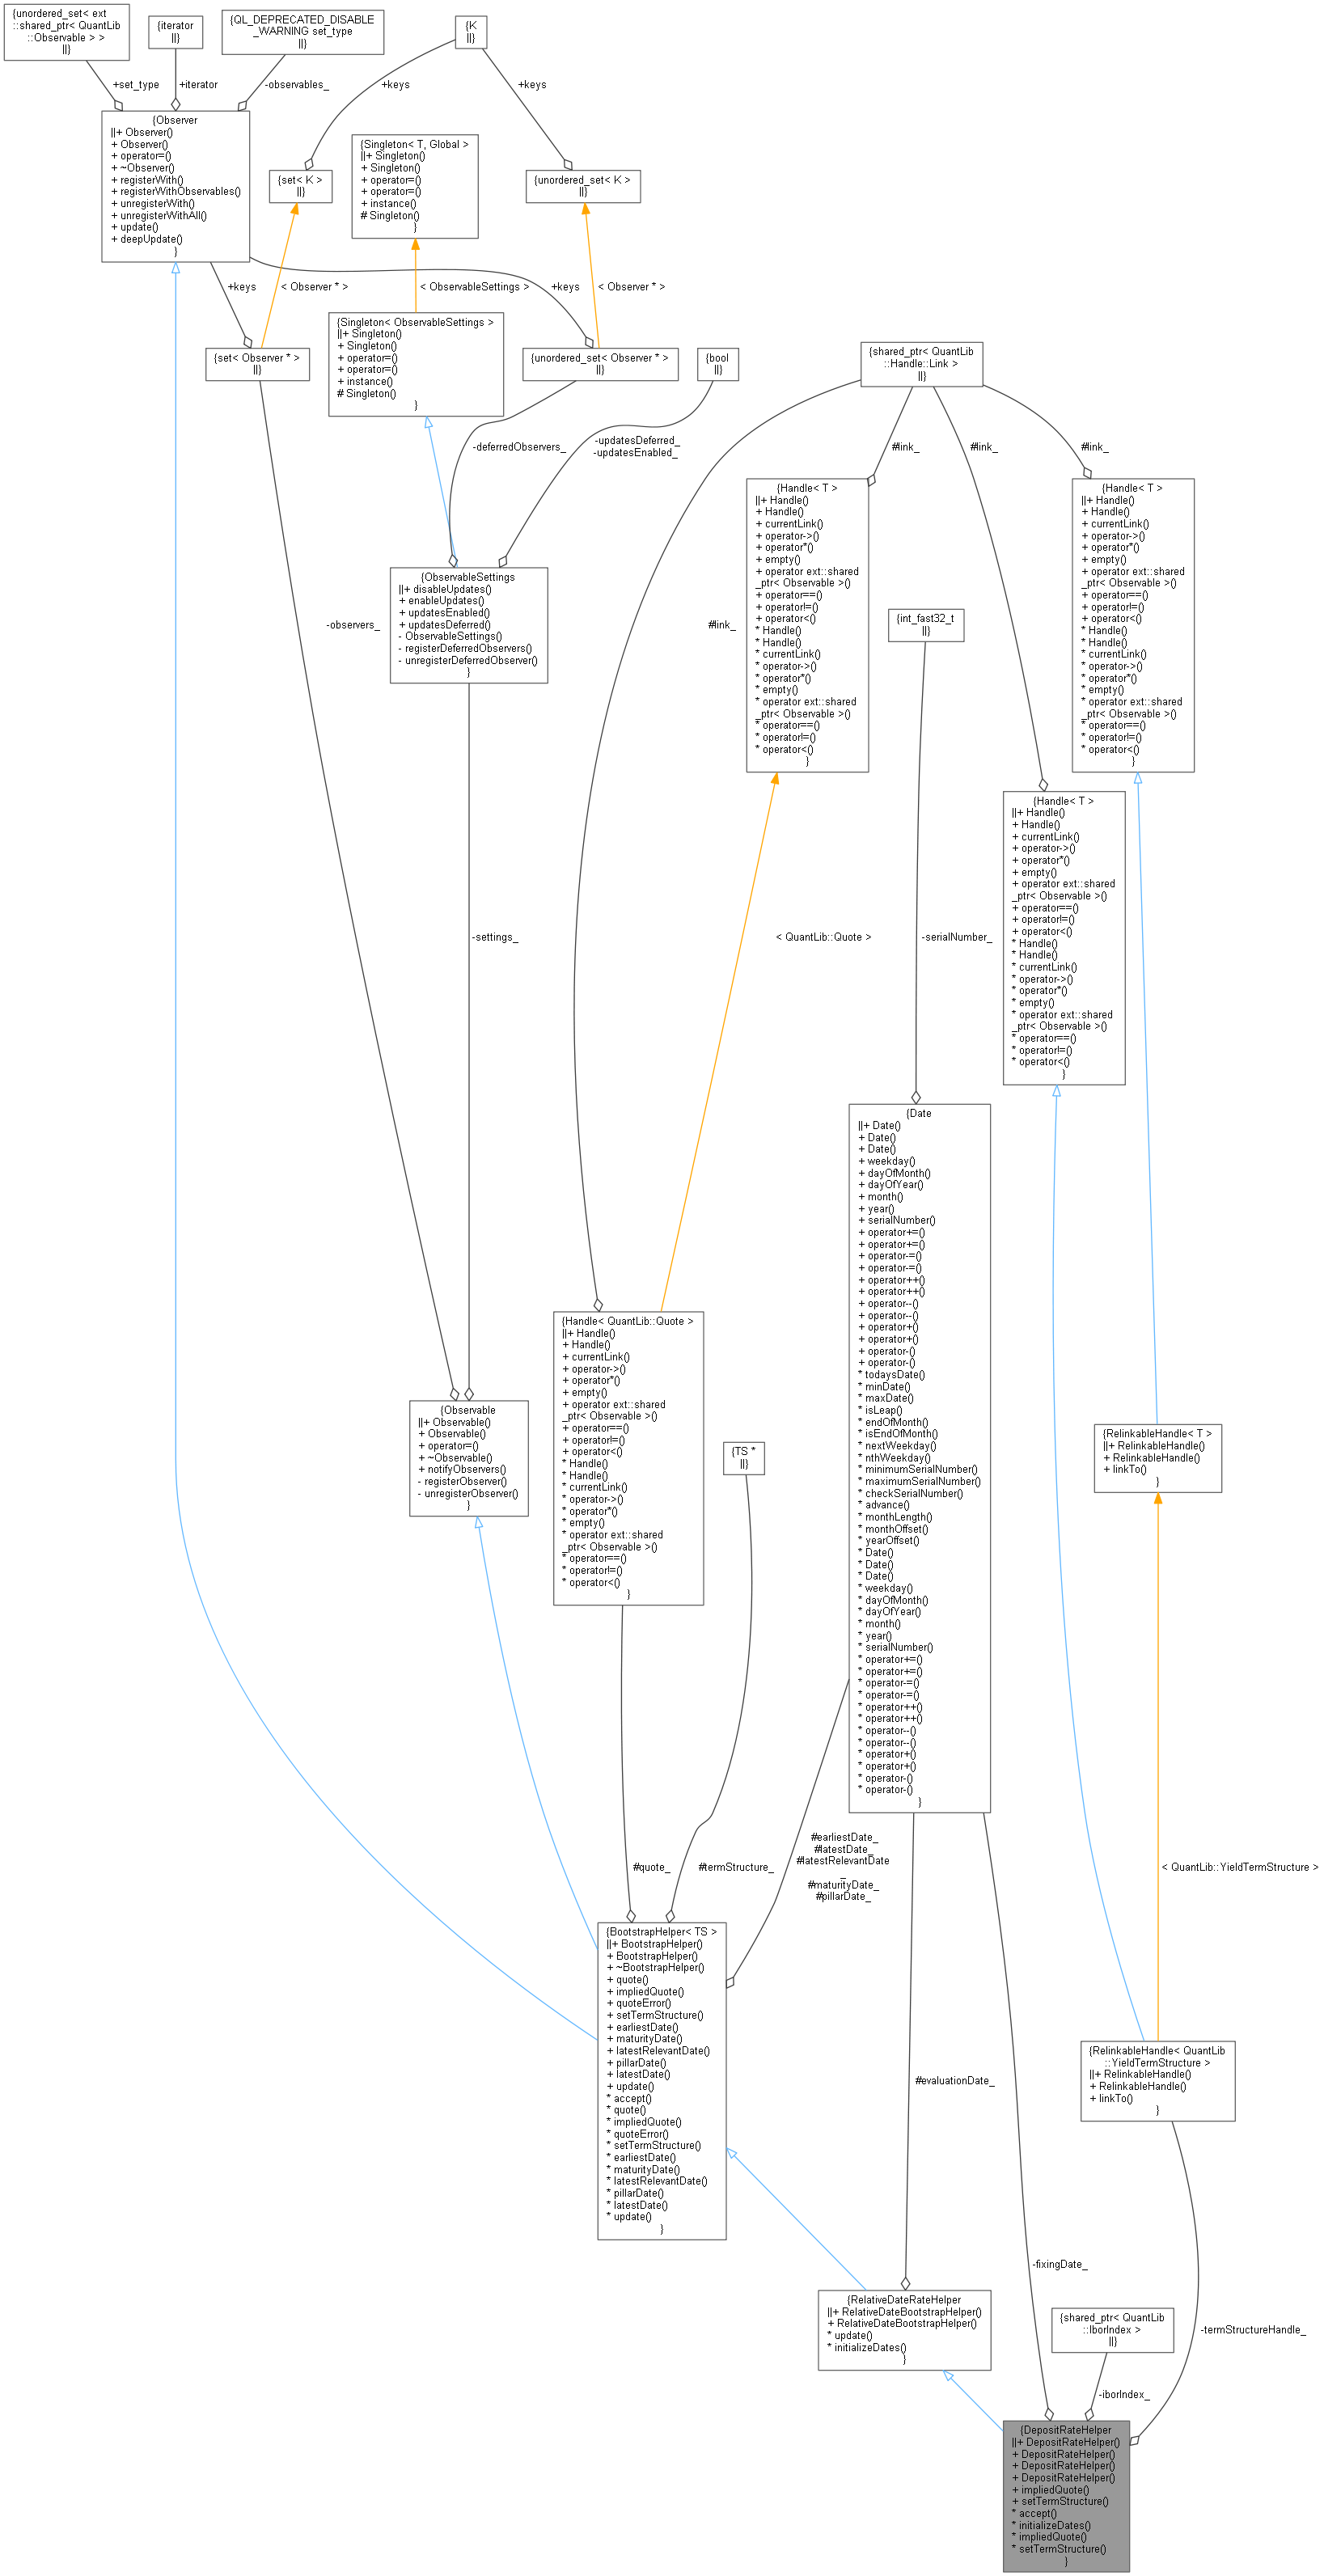 {unordered_set< ext
::shared_ptr< QuantLib
::Observable > >
||}
{iterator
||}
{QL_DEPRECATED_DISABLE
_WARNING set_type
||}
{K
||}
+set_type
+iterator
-observables_
+keys
+keys
{Observer
||+ Observer()
+ Observer()
+ operator=()
+ ~Observer()
+ registerWith()
+ registerWithObservables()
+ unregisterWith()
+ unregisterWithAll()
+ update()
+ deepUpdate()
}
{set< K >
||}
{Singleton< T, Global >
||+ Singleton()
+ Singleton()
+ operator=()
+ operator=()
+ instance()
# Singleton()
}
{unordered_set< K >
||}
+keys
< Observer * >
< ObservableSettings >
+keys
< Observer * >
{set< Observer * >
||}
{Singleton< ObservableSettings >
||+ Singleton()
+ Singleton()
+ operator=()
+ operator=()
+ instance()
# Singleton()
}
{unordered_set< Observer * >
||}
{bool
||}
{shared_ptr< QuantLib
::Handle::Link >
||}
-deferredObservers_
-updatesDeferred_
-updatesEnabled_
#link_
#link_
#link_
{Handle< T >
||+ Handle()
+ Handle()
+ currentLink()
+ operator->()
+ operator*()
+ empty()
+ operator ext::shared
_ptr< Observable >()
+ operator==()
+ operator!=()
+ operator<()
* Handle()
* Handle()
* currentLink()
* operator->()
* operator*()
* empty()
* operator ext::shared
_ptr< Observable >()
* operator==()
* operator!=()
* operator<()
}
{Handle< T >
||+ Handle()
+ Handle()
+ currentLink()
+ operator->()
+ operator*()
+ empty()
+ operator ext::shared
_ptr< Observable >()
+ operator==()
+ operator!=()
+ operator<()
* Handle()
* Handle()
* currentLink()
* operator->()
* operator*()
* empty()
* operator ext::shared
_ptr< Observable >()
* operator==()
* operator!=()
* operator<()
}
{ObservableSettings
||+ disableUpdates()
+ enableUpdates()
+ updatesEnabled()
+ updatesDeferred()
- ObservableSettings()
- registerDeferredObservers()
- unregisterDeferredObserver()
}
-observers_
#link_
{int_fast32_t
||}
{Handle< T >
||+ Handle()
+ Handle()
+ currentLink()
+ operator->()
+ operator*()
+ empty()
+ operator ext::shared
_ptr< Observable >()
+ operator==()
+ operator!=()
+ operator<()
* Handle()
* Handle()
* currentLink()
* operator->()
* operator*()
* empty()
* operator ext::shared
_ptr< Observable >()
* operator==()
* operator!=()
* operator<()
}
-settings_
< QuantLib::Quote >
-serialNumber_
{Date
||+ Date()
+ Date()
+ Date()
+ weekday()
+ dayOfMonth()
+ dayOfYear()
+ month()
+ year()
+ serialNumber()
+ operator+=()
+ operator+=()
+ operator-=()
+ operator-=()
+ operator++()
+ operator++()
+ operator--()
+ operator--()
+ operator+()
+ operator+()
+ operator-()
+ operator-()
* todaysDate()
* minDate()
* maxDate()
* isLeap()
* endOfMonth()
* isEndOfMonth()
* nextWeekday()
* nthWeekday()
* minimumSerialNumber()
* maximumSerialNumber()
* checkSerialNumber()
* advance()
* monthLength()
* monthOffset()
* yearOffset()
* Date()
* Date()
* Date()
* weekday()
* dayOfMonth()
* dayOfYear()
* month()
* year()
* serialNumber()
* operator+=()
* operator+=()
* operator-=()
* operator-=()
* operator++()
* operator++()
* operator--()
* operator--()
* operator+()
* operator+()
* operator-()
* operator-()
}
{Handle< QuantLib::Quote >
||+ Handle()
+ Handle()
+ currentLink()
+ operator->()
+ operator*()
+ empty()
+ operator ext::shared
_ptr< Observable >()
+ operator==()
+ operator!=()
+ operator<()
* Handle()
* Handle()
* currentLink()
* operator->()
* operator*()
* empty()
* operator ext::shared
_ptr< Observable >()
* operator==()
* operator!=()
* operator<()
}
{Observable
||+ Observable()
+ Observable()
+ operator=()
+ ~Observable()
+ notifyObservers()
- registerObserver()
- unregisterObserver()
}
{TS *
||}
{RelinkableHandle< T >
||+ RelinkableHandle()
+ RelinkableHandle()
+ linkTo()
}
#quote_
#termStructure_
#earliestDate_
#latestDate_
#latestRelevantDate
_
#maturityDate_
#pillarDate_
< QuantLib::YieldTermStructure >
{BootstrapHelper< TS >
||+ BootstrapHelper()
+ BootstrapHelper()
+ ~BootstrapHelper()
+ quote()
+ impliedQuote()
+ quoteError()
+ setTermStructure()
+ earliestDate()
+ maturityDate()
+ latestRelevantDate()
+ pillarDate()
+ latestDate()
+ update()
* accept()
* quote()
* impliedQuote()
* quoteError()
* setTermStructure()
* earliestDate()
* maturityDate()
* latestRelevantDate()
* pillarDate()
* latestDate()
* update()
}
#evaluationDate_
{RelinkableHandle< QuantLib
::YieldTermStructure >
||+ RelinkableHandle()
+ RelinkableHandle()
+ linkTo()
}
-fixingDate_
{RelativeDateRateHelper
||+ RelativeDateBootstrapHelper()
+ RelativeDateBootstrapHelper()
* update()
* initializeDates()
}
{shared_ptr< QuantLib
::IborIndex >
||}
-termStructureHandle_
-iborIndex_
{DepositRateHelper
||+ DepositRateHelper()
+ DepositRateHelper()
+ DepositRateHelper()
+ DepositRateHelper()
+ impliedQuote()
+ setTermStructure()
* accept()
* initializeDates()
* impliedQuote()
* setTermStructure()
}